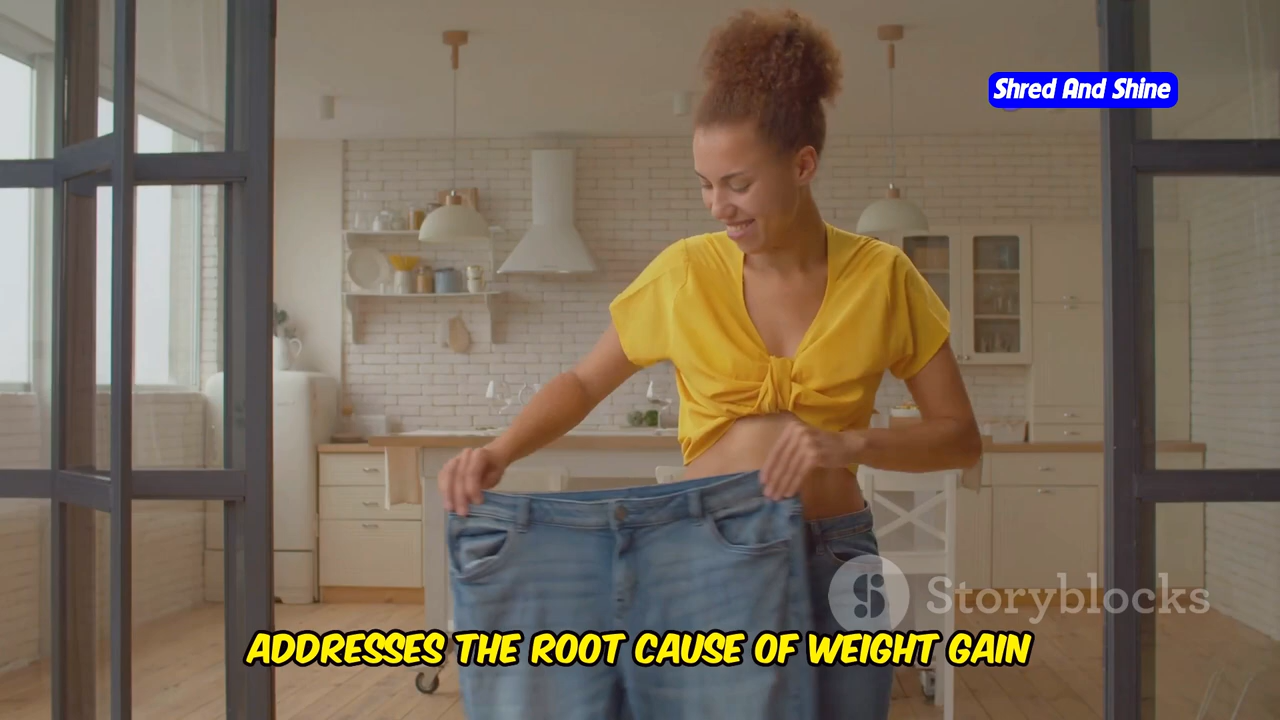 Shred And Shine
Storyblocks
ADDRESSES THE ROOT CAUSE OF WEIGHT GAIN